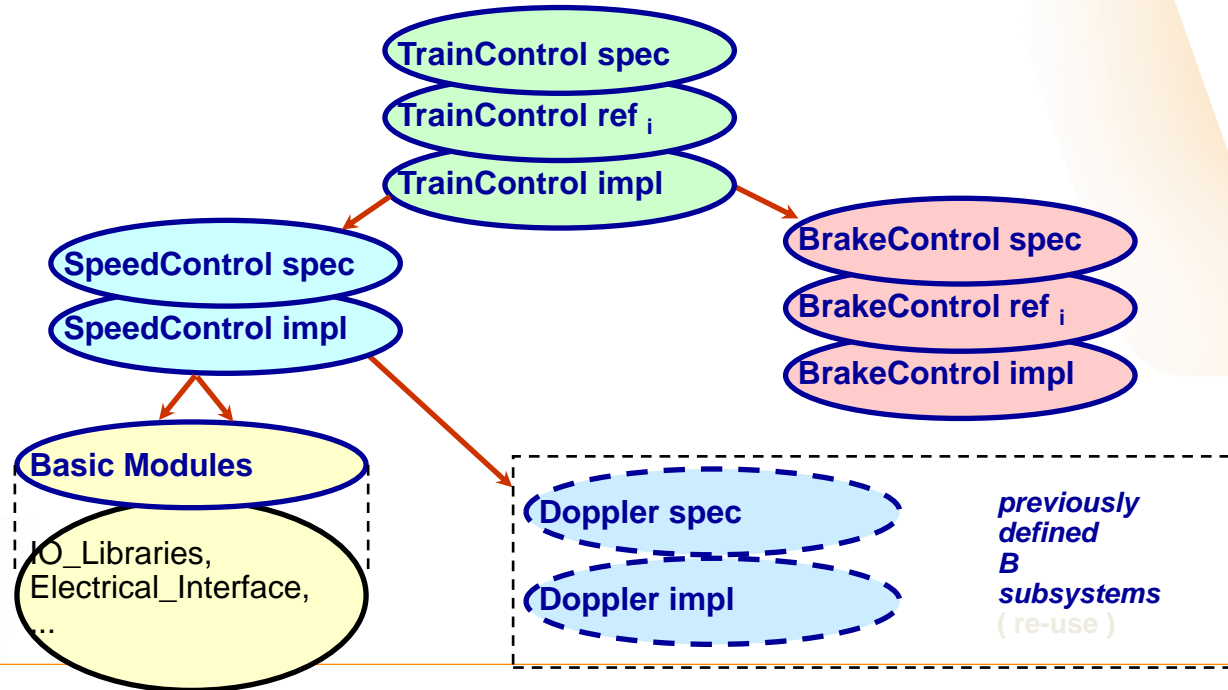 TrainControl spec
TrainControl ref i
TrainControl impl
SpeedControl spec
SpeedControl impl
BrakeControl spec
BrakeControl ref i
BrakeControl impl
Basic Modules
IO_Libraries,
Electrical_Interface,
...
Doppler spec
Doppler impl
previously
defined
B
subsystems
( re-use )